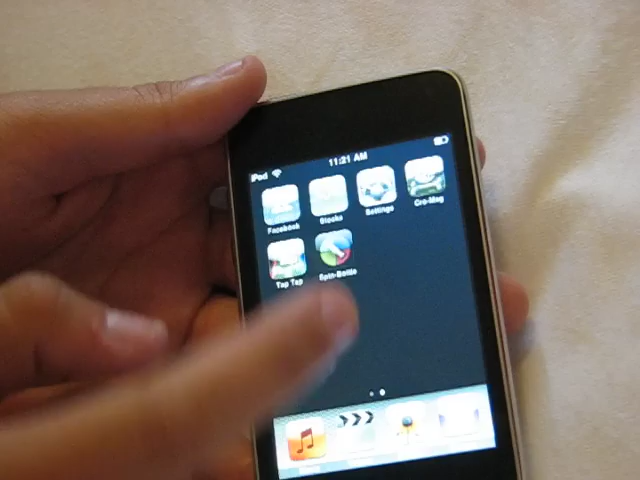 iPod 11:21 AM
Facebook Stocks Settings Cro-Mag
Tap Tap Spin-Bottle